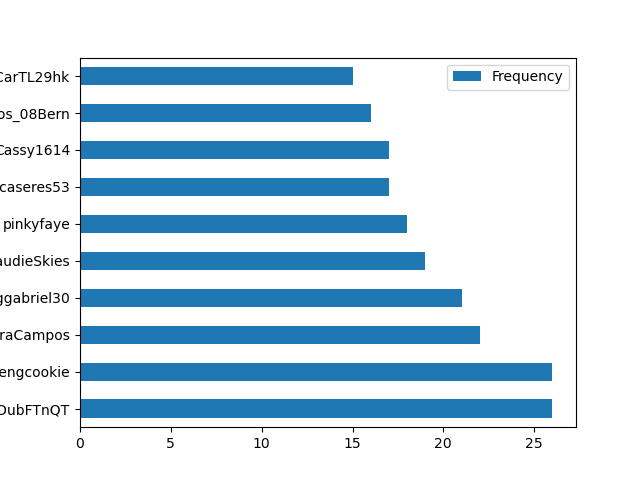 CarTL29hk
os_08Bern
Cassy1614
caseres53
pinkyfaye
audieSkies
ggabriel30
raCampos
engcookie
DubFTnQT
Frequency
0 5 10 15 20 25